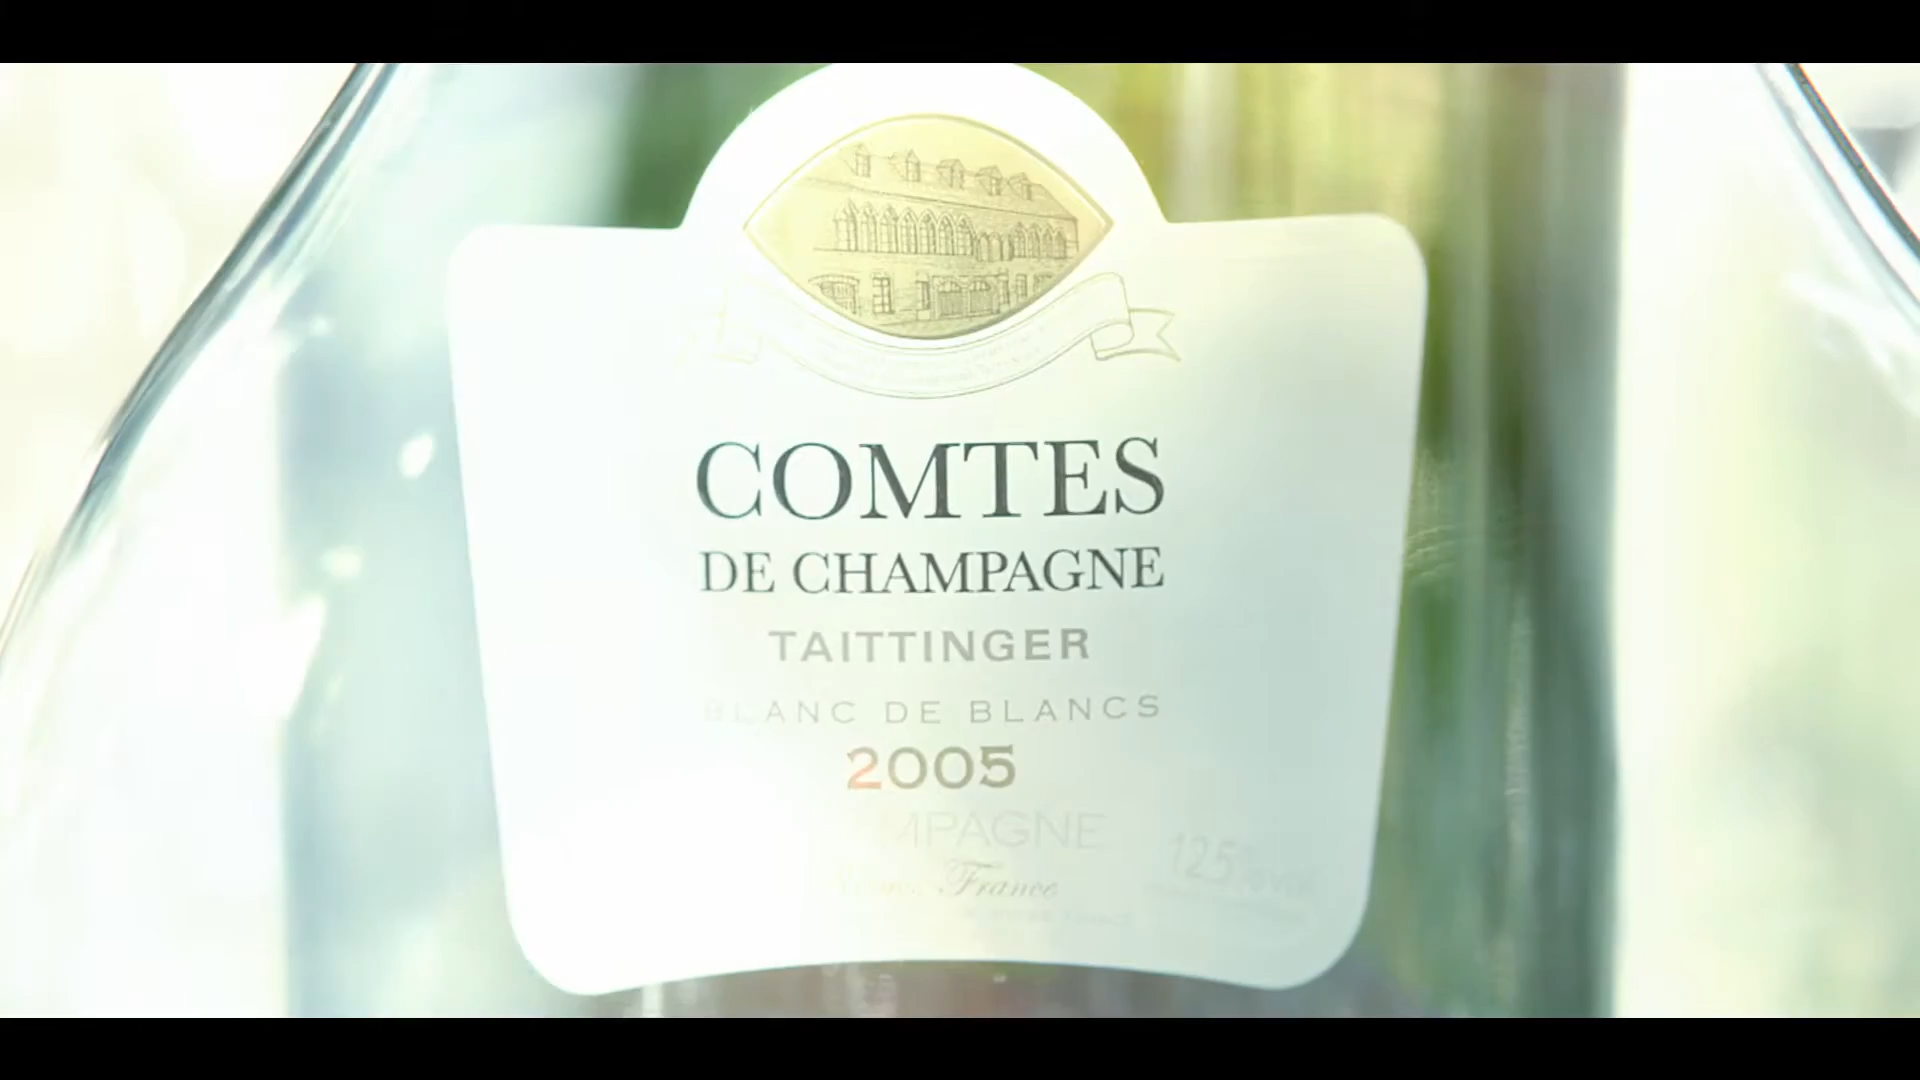 COMTES
DE CHAMPAGNE
TAITTINGER
BLANC DE BLANCS
2005
France